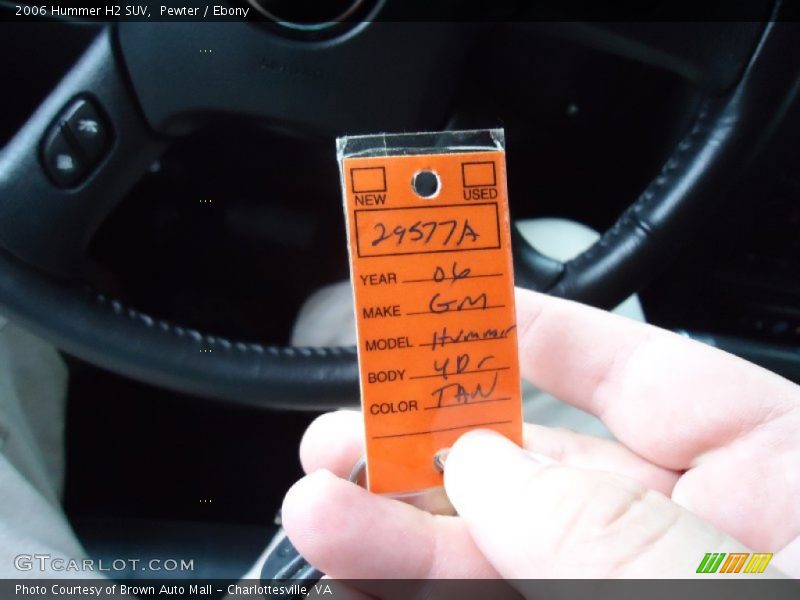 2006 Hummer H2 SUV, Pewter / Ebony
NEW USED
29577A
YEAR 06
MAKE GM
MODEL Hummer
BODY 4Dr
COLOR TAN
GTCARLOT.COM
Photo Courtesy of Brown Auto Mall - Charlottesville, VA